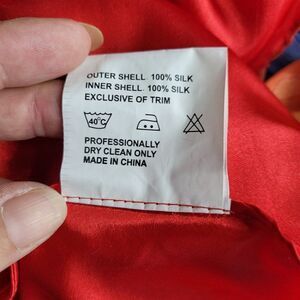 OUTER SHELL. 100% SILK
INNER SHELL. 100% SILK
EXCLUSIVE OF TRIM
40°C
PROFESSIONALLY
DRY CLEAN ONLY
MADE IN CHINA